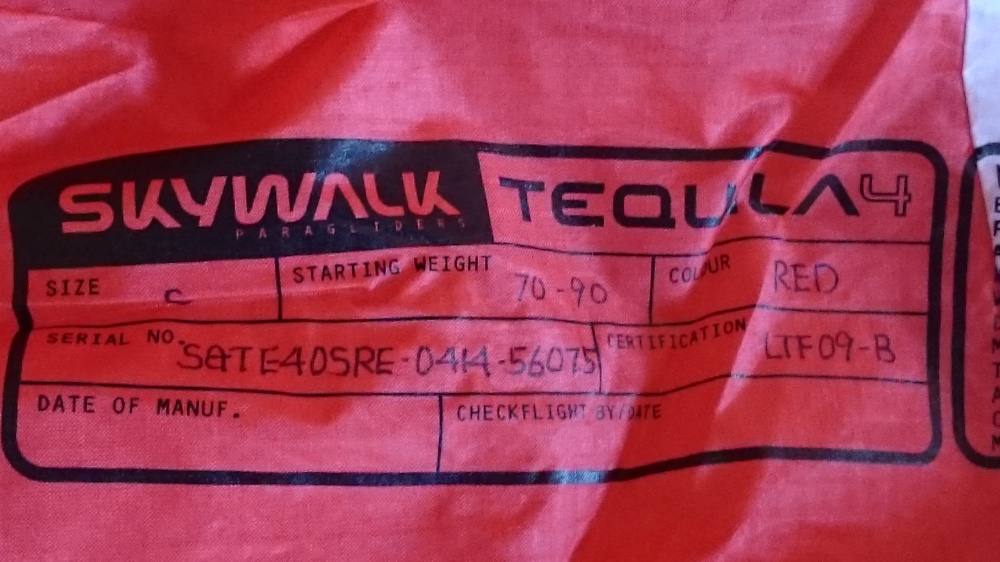 SKYWALK TEQUILA4
PARAGLIDERS
SIZE STARTING WEIGHT 70-90 COLOUR RED
SERIAL NO. S&TE40SRE-0414-56075 CERTIFICATION LTF09-B
DATE OF MANUF. CHECKFLIGHT BY/DATE